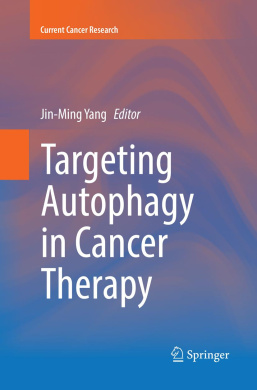 Current Cancer Research
Jin-Ming Yang Editor
Targeting
Autophagy
in Cancer
Therapy
Springer